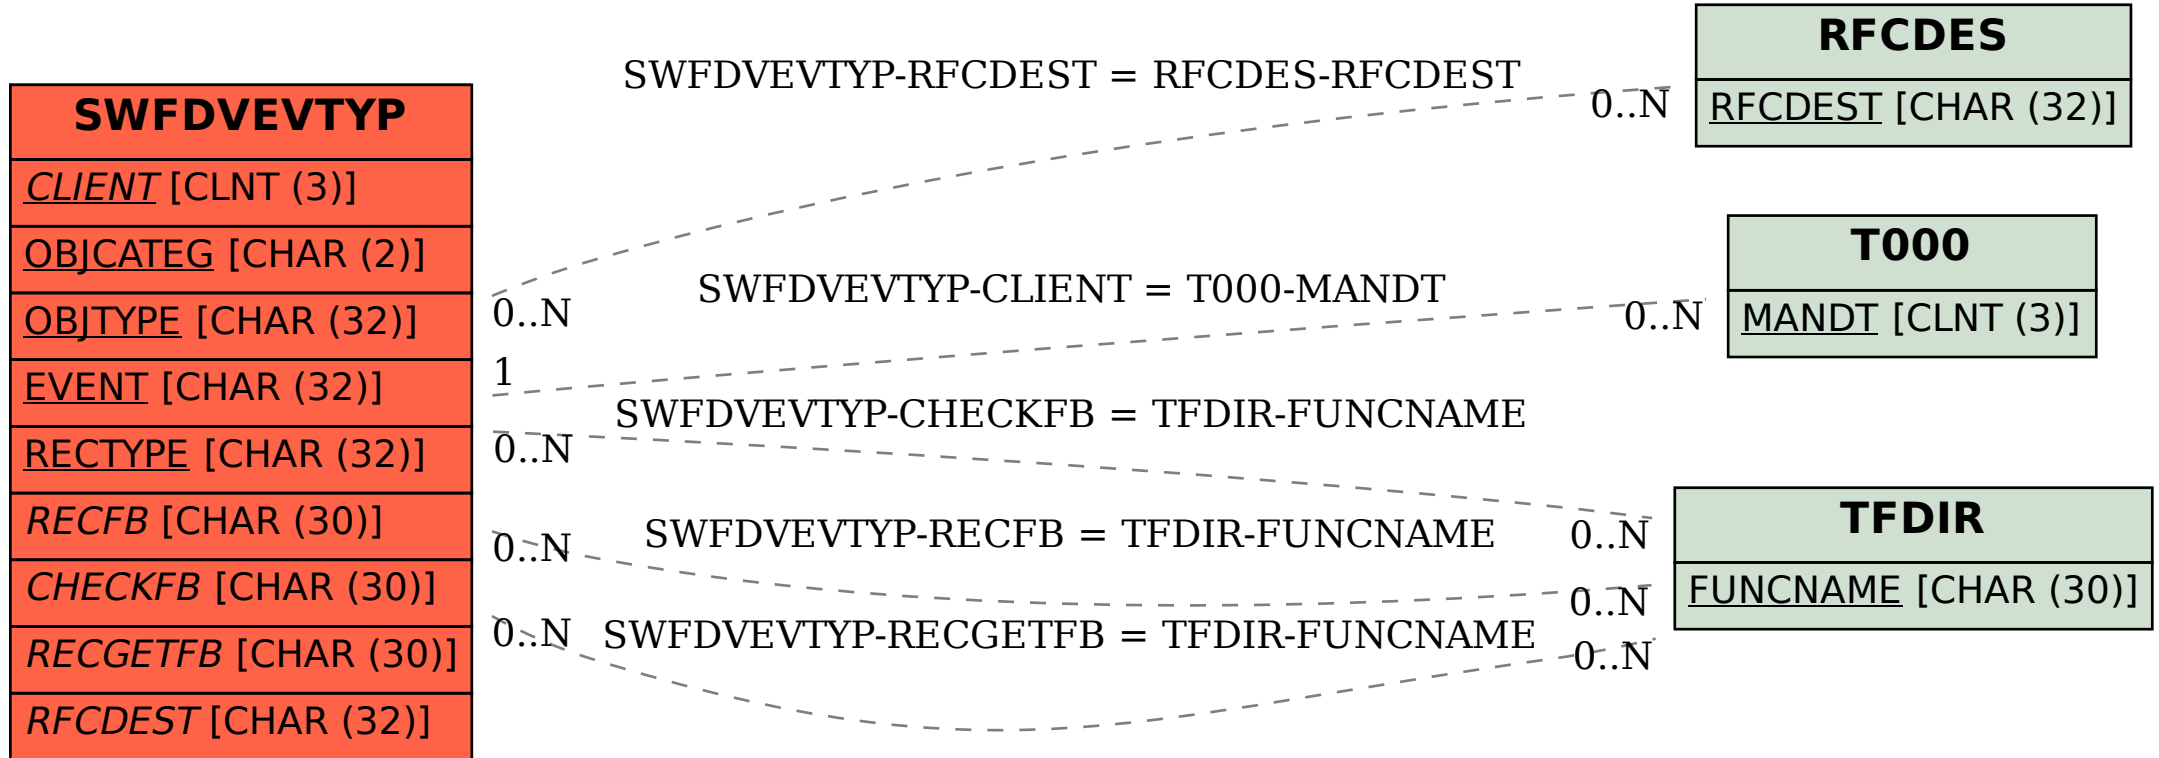 SWFDVEVTYP
CLIENT [CLNT (3)]
OBJCATEG [CHAR (2)]
OBJTYPE [CHAR (32)]
EVENT [CHAR (32)]
RECTYPE [CHAR (32)]
RECFB [CHAR (30)]
CHECKFB [CHAR (30)]
RECGETFB [CHAR (30)]
RFCDEST [CHAR (32)]
SWFDVEVTYP-RFCDEST = RFCDES-RFCDEST
0..N
0..N
SWFDVEVTYP-CLIENT = T000-MANDT
1
0..N
SWFDVEVTYP-CHECKFB = TFDIR-FUNCNAME
0..N
0..N
SWFDVEVTYP-RECFB = TFDIR-FUNCNAME
0..N
0..N
SWFDVEVTYP-RECGETFB = TFDIR-FUNCNAME
0..N
0..N
RFCDES
RFCDEST [CHAR (32)]
T000
MANDT [CLNT (3)]
TFDIR
FUNCNAME [CHAR (30)]